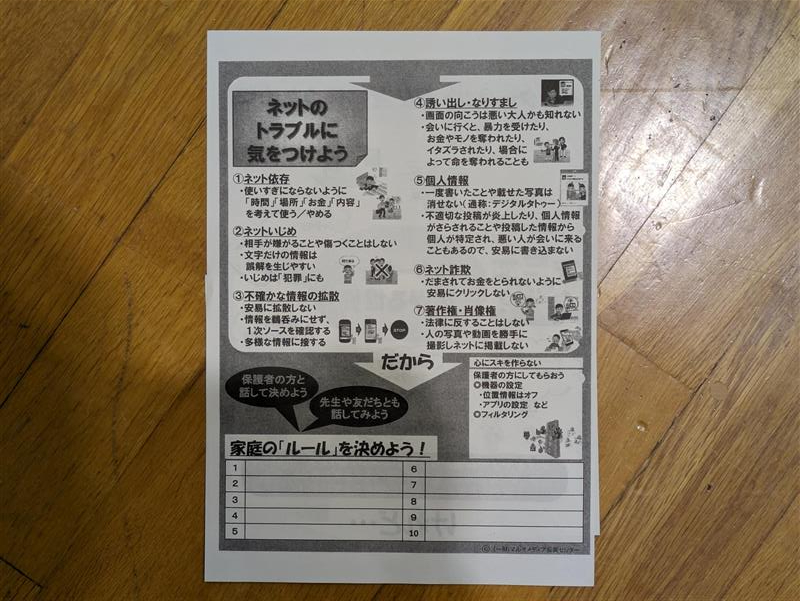 ネットの
トラブルに
気をつけよう
①ネット依存
・使いすぎにならないように
「時間」「場所」「お金」「内容」
を考えて使う／やめる
②ネットいじめ
・相手が嫌がることや傷つくことはしない
・文字だけの情報は
誤解を生じやすい
・いじめは「犯罪」にも
③不確かな情報の拡散
・安易に拡散しない
・情報を鵜呑みにせず、
1次ソースを確認する
・多様な情報に接する
STOP
④誘い出し・なりすまし
・画面の向こうは悪い大人かも知れない
・会いに行くと、暴力を受けたり、
お金やモノを奪われたり、
イタズラされたり、場合に
よって命を奪われることも
⑤個人情報
・一度書いたことや載せた写真は
消せない（通称：デジタルタトゥー）
・不適切な投稿が炎上したり、個人情報
がさらされることや投稿した情報から
個人が特定され、悪い人が会いに来る
こともあるので、安易に書き込まない
⑥ネット詐欺
・だまされてお金をとられないように
安易にクリックしない
⑦著作権・肖像権
・法律に反することはしない
・人の写真や動画を勝手に
撮影しネットに掲載しない
だから
保護者の方と
話して決めよう
先生や友だちとも
話してみよう
心にスキを作らない
保護者の方にしてもらおう
◎機器の設定
・位置情報はオフ
・アプリの設定 など
◎フィルタリング
家庭の「ルール」を決めよう！
1 6
2 7
3 8
4 9
5 10
©（一財）マルチメディア振興センター